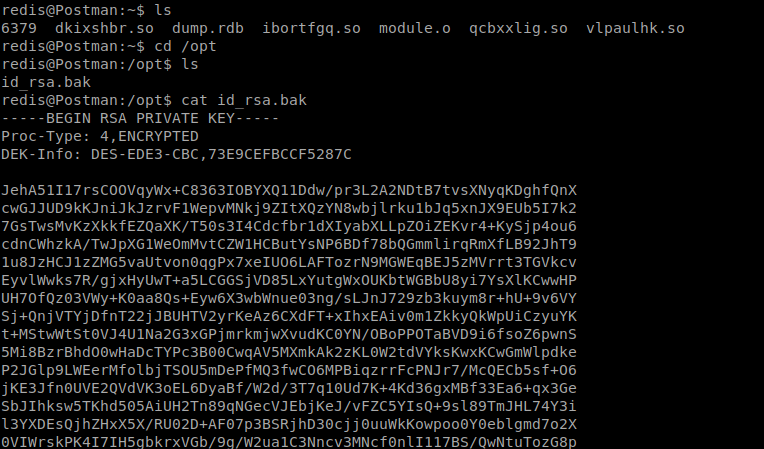 redis@Postman:~$ ls
6379  dkixshbr.so  dump.rdb  ibortfgq.so  module.o  qcbxxlig.so  vlpaulhk.so
redis@Postman:~$ cd /opt
redis@Postman:/opt$ ls
id_rsa.bak
redis@Postman:/opt$ cat id_rsa.bak
-----BEGIN RSA PRIVATE KEY-----
Proc-Type: 4,ENCRYPTED
DEK-Info: DES-EDE3-CBC,73E9CEFBCCF5287C

JehA51I17rsCOOVqyWx+C8363IOBYXQ11Ddw/pr3L2A2NDtB7tvsXNyqKDghfQnX
cwGJJUD9kKJniJkJzrvF1WepvMNkj9ZItXQzYN8wbjlrku1bJq5xnJX9EUb5I7k2
7GsTwsMvKzXkkfEZQaXK/T50s3I4Cdcfbr1dXIyabXLLpZOiZEKvr4+KySjp4ou6
cdnCWhzkA/TwJpXG1WeOmMvtCZW1HCButYsNP6BDf78bQGmmlirqRmXfLB92JhT9
1u8JzHCJ1zZMG5vaUtvon0qgPx7xeIUO6LAFTozrN9MGWEqBEJ5zMVrrt3TGVkcv
EyvlWwks7R/gjxHyUwT+a5LCGGSjVD85LxYutgWxOUKbtWGBbU8yi7YsXlKCwwHP
UH7OfQz03VWy+K0aa8Qs+Eyw6X3wbWnue03ng/sLJnJ729zb3kuym8r+hU+9v6VY
Sj+QnjVTYjDfnT22jJBUHTV2yrKeAz6CXdFT+xIhxEAiv0m1ZkkyQkWpUiCzyuYK
t+MStwWtSt0VJ4U1Na2G3xGPjmrkmjwXvudKC0YN/OBoPPOTaBVD9i6fsoZ6pwnS
5Mi8BzrBhdO0wHaDcTYPc3B00CwqAV5MXmkAk2zKL0W2tdVYksKwxKCwGmWlpdke
P2JGlp9LWEerMfolbjTSOU5mDePfMQ3fwCO6MPBiqzrrFcPNJr7/McQECb5sf+O6
jKE3Jfn0UVE2QVdVK3oEL6DyaBf/W2d/3T7q10Ud7K+4Kd36gxMBf33Ea6+qx3Ge
SbJIhksw5TKhd505AiUH2Tn89qNGecVJEbjKeJ/vFZC5YIsQ+9sl89TmJHL74Y3i
l3YXDEsQjhZHxX5X/RU02D+AF07p3BSRjhD30cjj0uuWkKowpoo0Y0eblgmd7o2X
0VIWrskPK4I7IH5gbkrxVGb/9g/W2ua1C3Nncv3MNcf0nlI117BS/QwNtuTozG8p